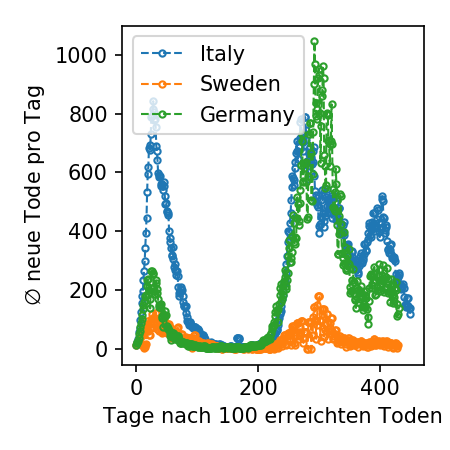 1000
800
600
400
200
0
∅ neue Tode pro Tag
Italy
Sweden
Germany
0 200 400
Tage nach 100 erreichten Toden